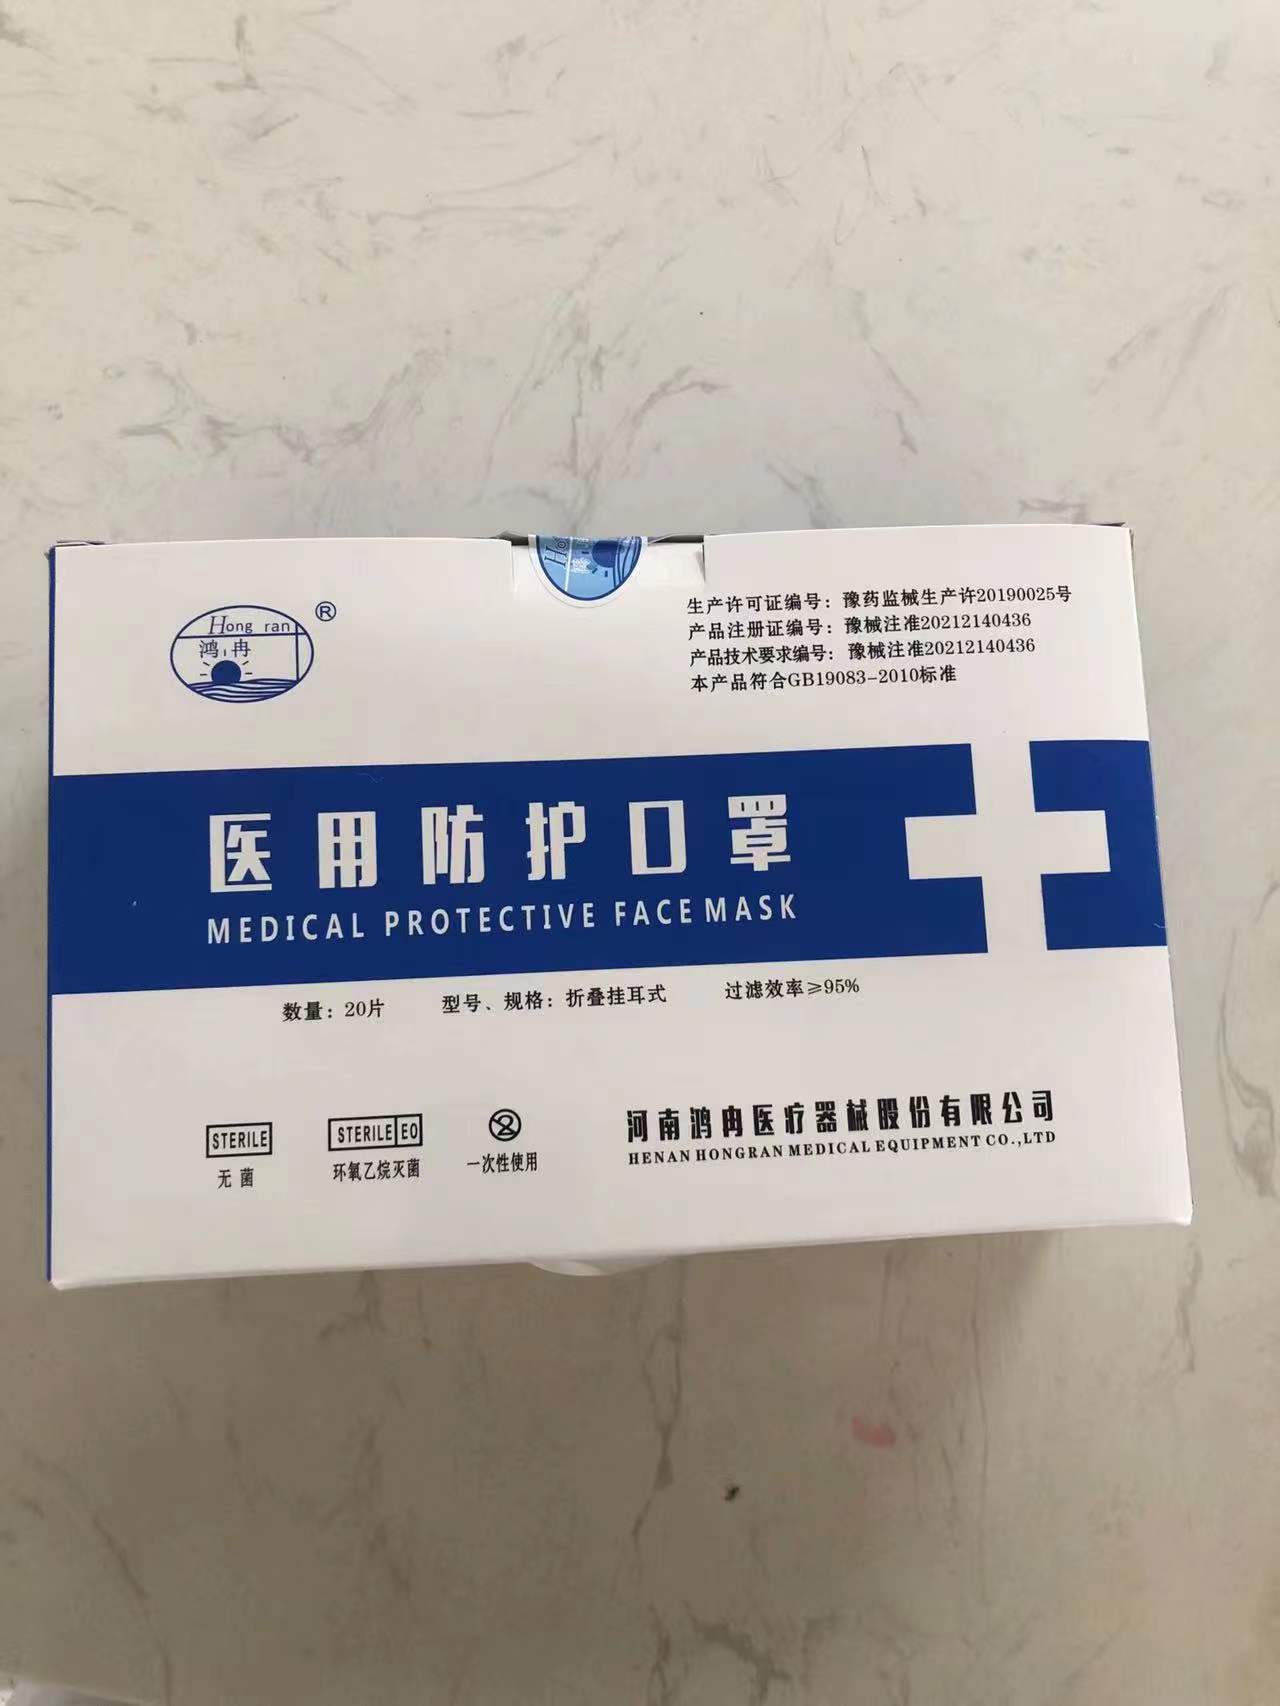 Hong ran
鸿冉
®
生产许可证编号：豫药监械生产许20190025号
产品注册证编号：豫械注准20212140436
产品技术要求编号：豫械注准20212140436
本产品符合GB19083-2010标准
医用防护口罩
MEDICAL PROTECTIVE FACE MASK
数量：20片 型号、规格：折叠挂耳式 过滤效率≥95%
STERILE
无菌
STERILE EO
环氧乙烷灭菌
2
一次性使用
河南鸿冉医疗器械股份有限公司
HENAN HONGRAN MEDICAL EQUIPMENT CO.,LTD